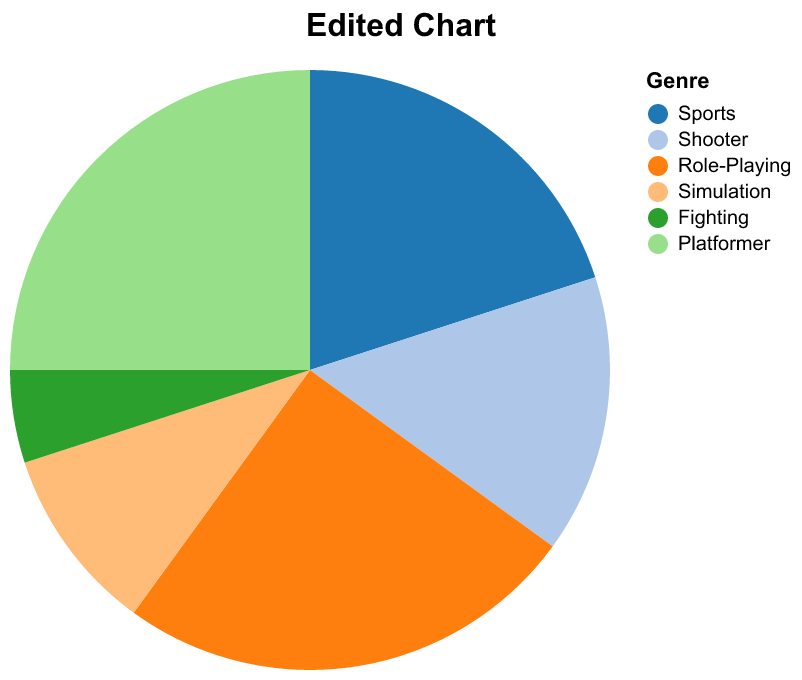 Edited Chart
Genre
Sports
Shooter
Role-Playing
Simulation
Fighting
Platformer